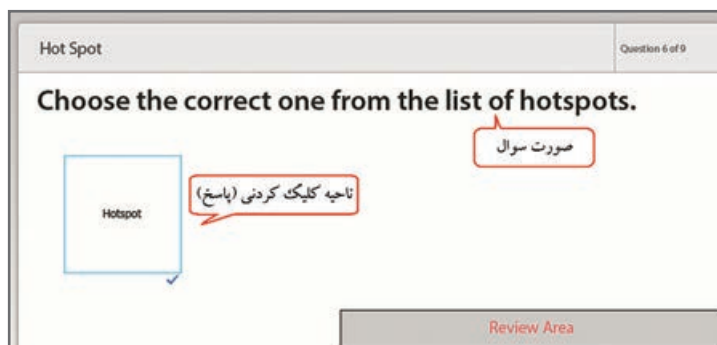 Hot Spot
Question 6 of 9
Choose the correct one from the list of hotspots.
صورت سوال
ناحیه کلیک کردنی (پاسخ)
Hotspot
Review Area